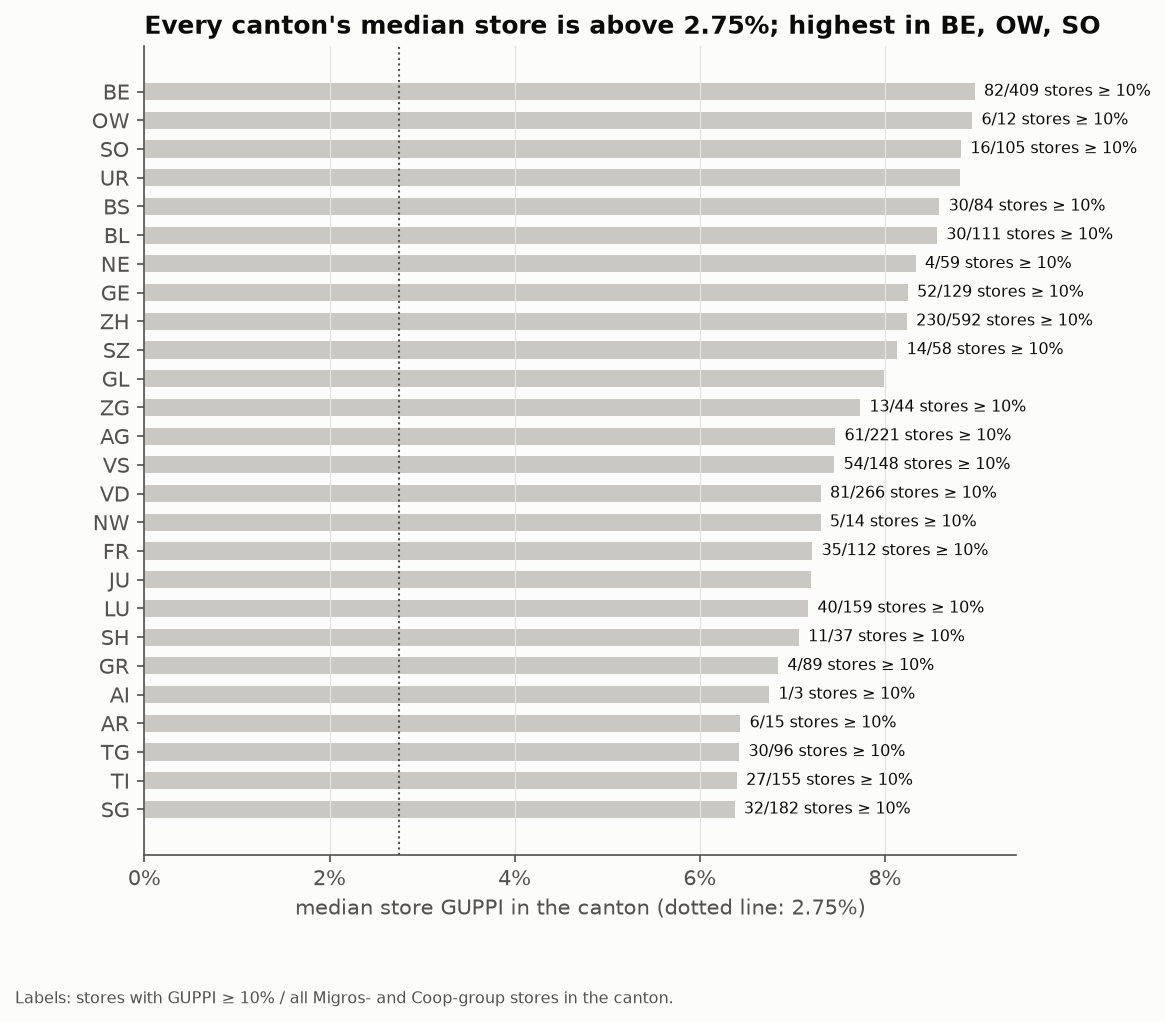 Every canton's median store is above 2.75%; highest in BE, OW, SO
BE 82/409 stores ≥ 10%
OW 6/12 stores ≥ 10%
SO 16/105 stores ≥ 10%
UR
BS 30/84 stores ≥ 10%
BL 30/111 stores ≥ 10%
NE 4/59 stores ≥ 10%
GE 52/129 stores ≥ 10%
ZH 230/592 stores ≥ 10%
SZ 14/58 stores ≥ 10%
GL
ZG 13/44 stores ≥ 10%
AG 61/221 stores ≥ 10%
VS 54/148 stores ≥ 10%
VD 81/266 stores ≥ 10%
NW 5/14 stores ≥ 10%
FR 35/112 stores ≥ 10%
JU
LU 40/159 stores ≥ 10%
SH 11/37 stores ≥ 10%
GR 4/89 stores ≥ 10%
AI 1/3 stores ≥ 10%
AR 6/15 stores ≥ 10%
TG 30/96 stores ≥ 10%
TI 27/155 stores ≥ 10%
SG 32/182 stores ≥ 10%
0% 2% 4% 6% 8%
median store GUPPI in the canton (dotted line: 2.75%)
Labels: stores with GUPPI ≥ 10% / all Migros- and Coop-group stores in the canton.